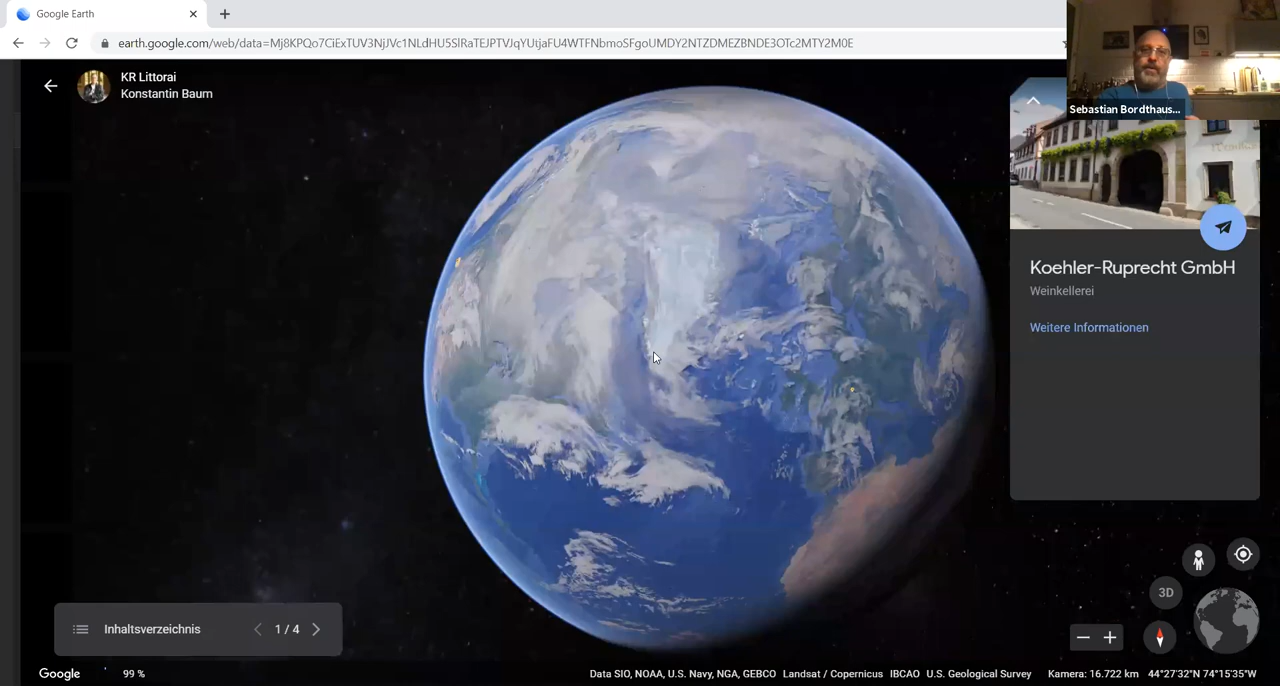 Google Earth
earth.google.com/web/data=Mj8KPQo7CiExTUV3NjJVc1NLdHU5SlRaTEJPTVJqYUtjaFU4WTFNbmoSFgoUMDY2NTZDMEZBNDE3OTc2MTY2M0E
Sebastian Bordthaus...
KR Littorai
Konstantin Baum
Koehler-Ruprecht GmbH
Weinkellerei
Weitere Informationen
3D
Inhaltsverzeichnis
1 / 4
Google
99 %
Data SIO, NOAA, U.S. Navy, NGA, GEBCO Landsat / Copernicus IBCAO U.S. Geological Survey Kamera: 16.722 km 44°27'32"N 74°15'35"W